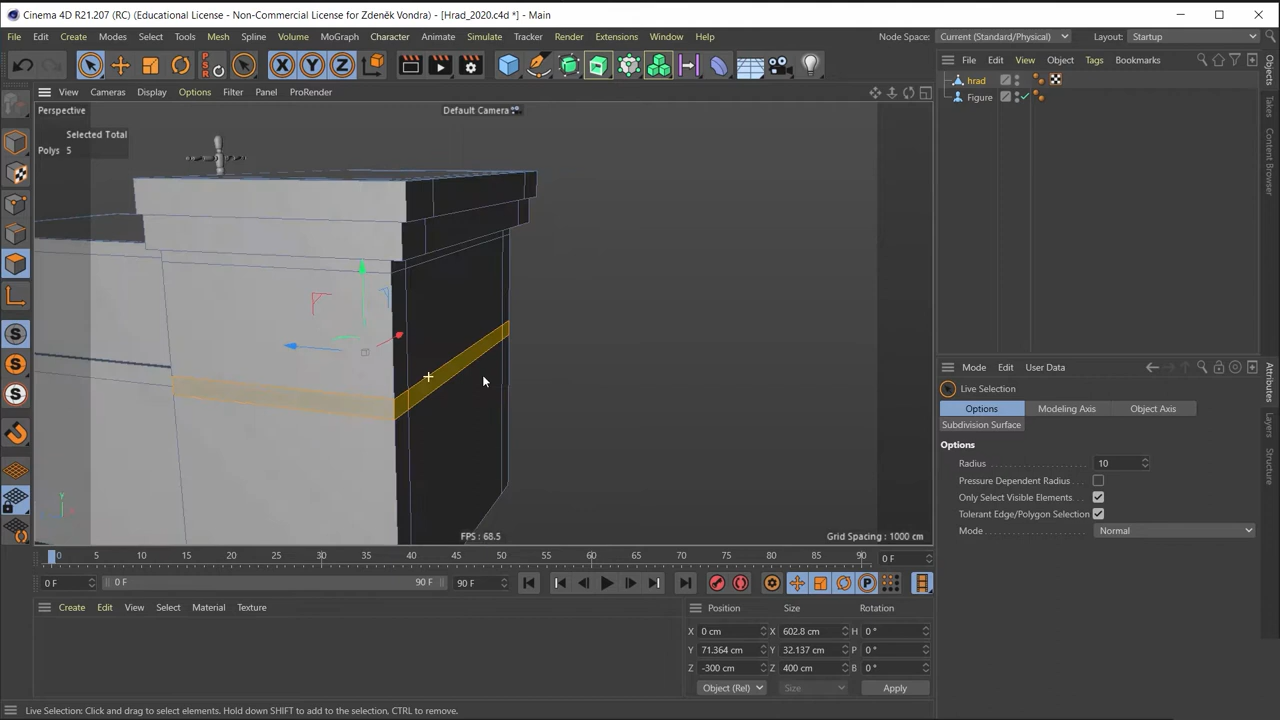 Cinema 4D R21.207 (RC) (Educational License - Non-Commercial License for Zdeněk Vondra) - [Hrad_2020.c4d *] - Main
File Edit Create Modes Select Tools Mesh Spline Volume MoGraph Character Animate Simulate Tracker Render Extensions Window Help Node Space: Current (Standard/Physical) Layout: Startup
X Y Z
P S R
File Edit View Object Tags Bookmarks
View Cameras Display Options Filter Panel ProRender
hrad
Figure
Perspective Default Camera
Selected Total
Polys 5
Objects
Takes
Content Browser
Attributes
Layers
Structure
Mode Edit User Data
Live Selection
Options Modeling Axis Object Axis
Subdivision Surface
Options
Radius 10
Pressure Dependent Radius
Only Select Visible Elements
Tolerant Edge/Polygon Selection
Mode Normal
Y
FPS : 68.5 Grid Spacing : 1000 cm
0 5 10 15 20 25 30 35 40 45 50 55 60 65 70 75 80 85 90 0 F
0 F 0 F 90 F 90 F
Create Edit View Select Material Texture
Position Size Rotation
X 0 cm X 602.8 cm H 0 °
Y 71.364 cm Y 32.137 cm P 0 °
Z -300 cm Z 400 cm B 0 °
Object (Rel) Size Apply
Live Selection: Click and drag to select elements. Hold down SHIFT to add to the selection, CTRL to remove.